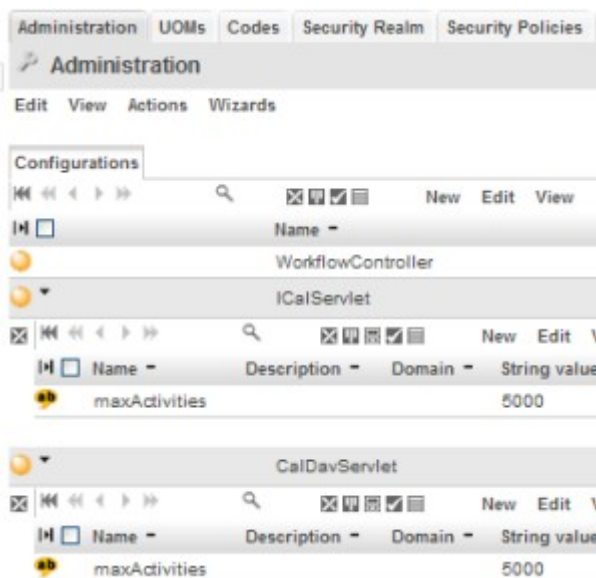 Administration UOMs Codes Security Realm Security Policies
Administration
Edit View Actions Wizards
Configurations
New Edit View
Name
WorkflowController
ICalServlet
New Edit
Name Description Domain String value
maxActivities 5000
CalDavServlet
New Edit
Name Description Domain String value
maxActivities 5000